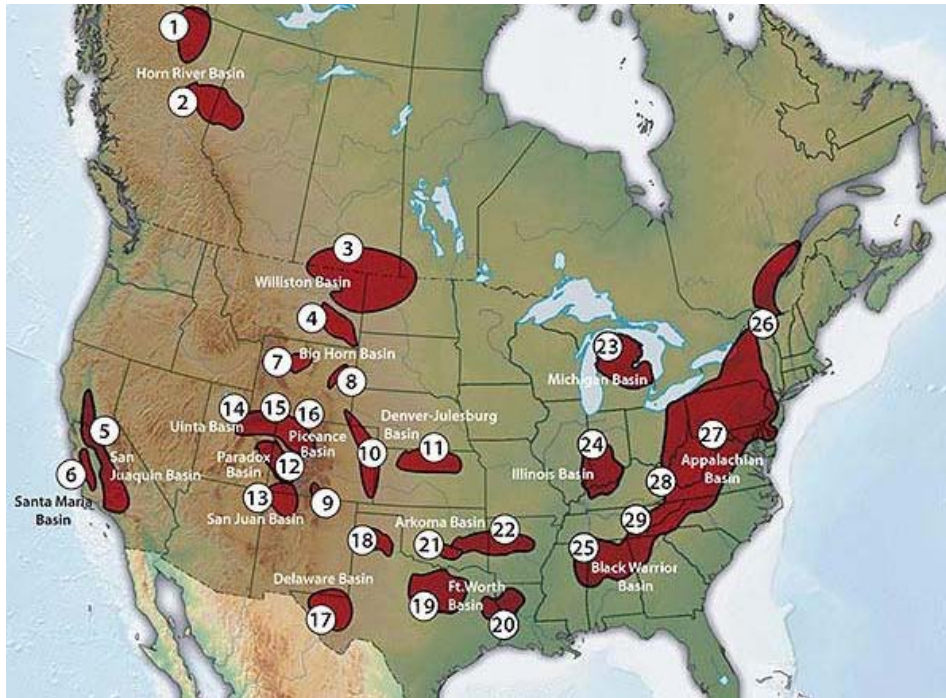 1
Horn River Basin
2
3
Williston Basin
4
Big Horn Basin
7
8
14
15
16
Uinta Basin
Piceance
Basin
Denver-Julesburg
Basin
10
11
5
San
Juaquin Basin
6
Santa Maria
Basin
Paradox
Basin
12
13
San Juan Basin
9
18
Arkoma Basin
21
22
Delaware Basin
17
19
Ft.Worth
Basin
20
23
Michigan Basin
24
Illinois Basin
26
27
Appalachian
Basin
28
29
25
Black Warrior
Basin